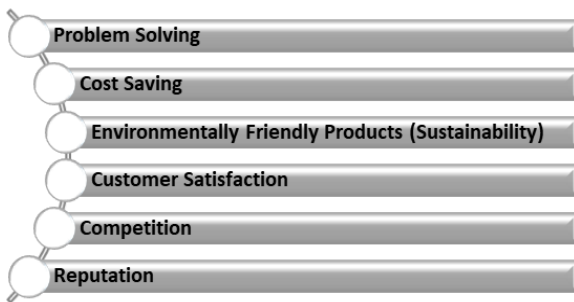 Problem Solving
Cost Saving
Environmentally Friendly Products (Sustainability)
Customer Satisfaction
Competition
Reputation